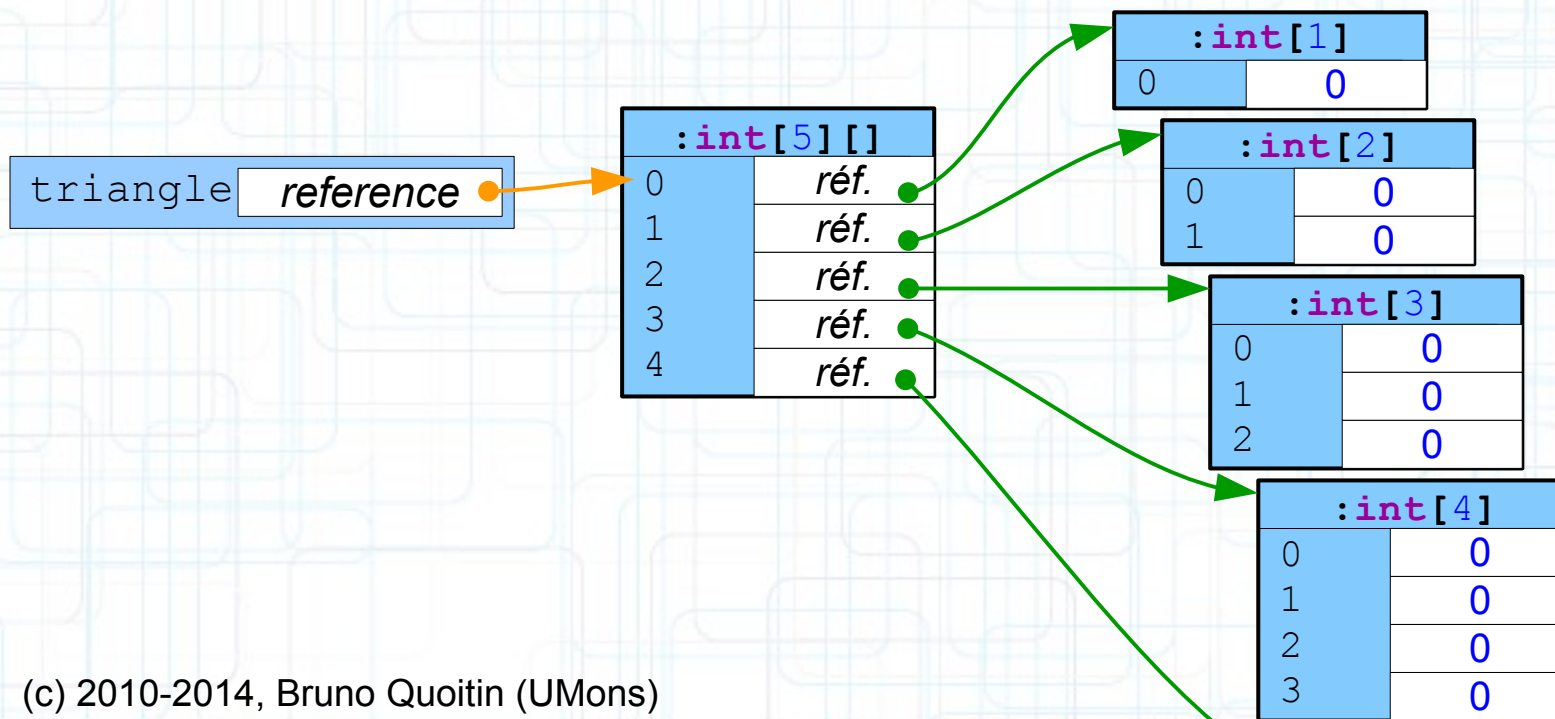 triangle reference
:int[5][]
0 réf.
1 réf.
2 réf.
3 réf.
4 réf.
:int[1]
0 0
:int[2]
0 0
1 0
:int[3]
0 0
1 0
2 0
:int[4]
0 0
1 0
2 0
3 0
(c) 2010-2014, Bruno Quoitin (UMons)